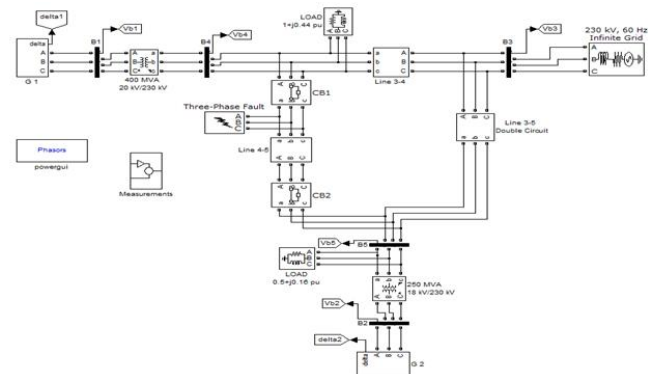 delta1
LOAD
1+j0.44 pu
230 kV, 60 Hz
Infinite Grid
delta
A
B
C
G 1
B1
Vb1
400 MVA
20 kV/230 kV
B4
Vb4
Line 3-4
B3
Vb3
CB1
Three-Phase Fault
Line 4-5
CB2
Line 3-5
Double Circuit
Phasors
powergui
Measurements
Vb5
B5
LOAD
0.5+j0.16 pu
250 MVA
18 kV/230 kV
Vb2
B2
delta2
delta
A
B
C
G 2